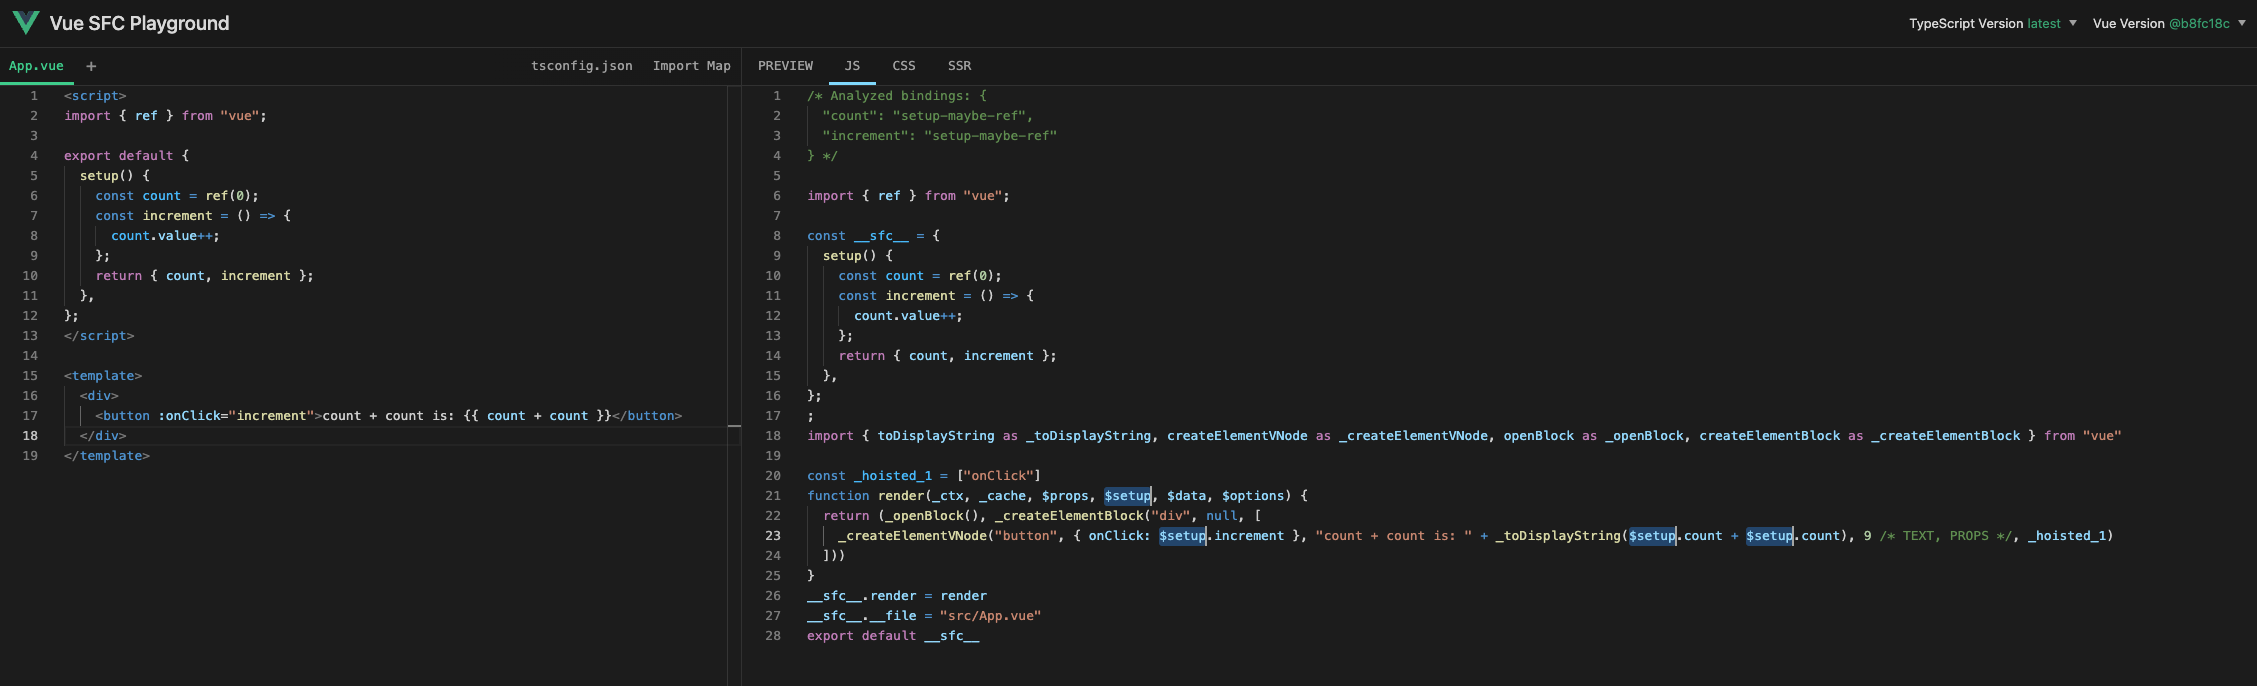 Vue SFC Playground
TypeScript Version latest
Vue Version @b8fc18c
App.vue +
tsconfig.json Import Map
1 <script>
2 import { ref } from "vue";
3
4 export default {
5   setup() {
6     const count = ref(0);
7     const increment = () => {
8       count.value++;
9     };
10     return { count, increment };
11   },
12 };
13 </script>
14
15 <template>
16   <div>
17     <button :onClick="increment">count + count is: {{ count + count }}</button>
18   </div>
19 </template>
PREVIEW JS CSS SSR
1 /* Analyzed bindings: {
2   "count": "setup-maybe-ref",
3   "increment": "setup-maybe-ref"
4 } */
5
6 import { ref } from "vue";
7
8 const __sfc__ = {
9   setup() {
10     const count = ref(0);
11     const increment = () => {
12       count.value++;
13     };
14     return { count, increment };
15   },
16 };
17 ;
18 import { toDisplayString as _toDisplayString, createElementVNode as _createElementVNode, openBlock as _openBlock, createElementBlock as _createElementBlock } from "vue"
19
20 const _hoisted_1 = ["onClick"]
21 function render(_ctx, _cache, $props, $setup, $data, $options) {
22   return (_openBlock(), _createElementBlock("div", null, [
23     _createElementVNode("button", { onClick: $setup.increment }, "count + count is: " + _toDisplayString($setup.count + $setup.count), 9 /* TEXT, PROPS */, _hoisted_1)
24   ]))
25 }
26 __sfc__.render = render
27 __sfc__.__file = "src/App.vue"
28 export default __sfc__